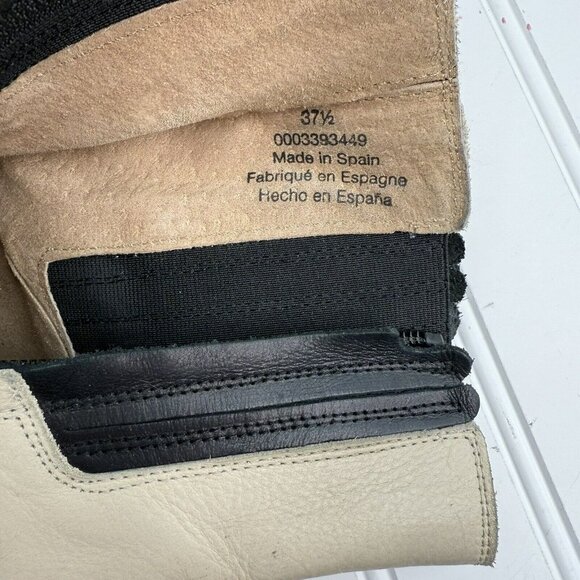 37½
0003393449
Made in Spain
Fabriqué en Espagne
Hecho en España